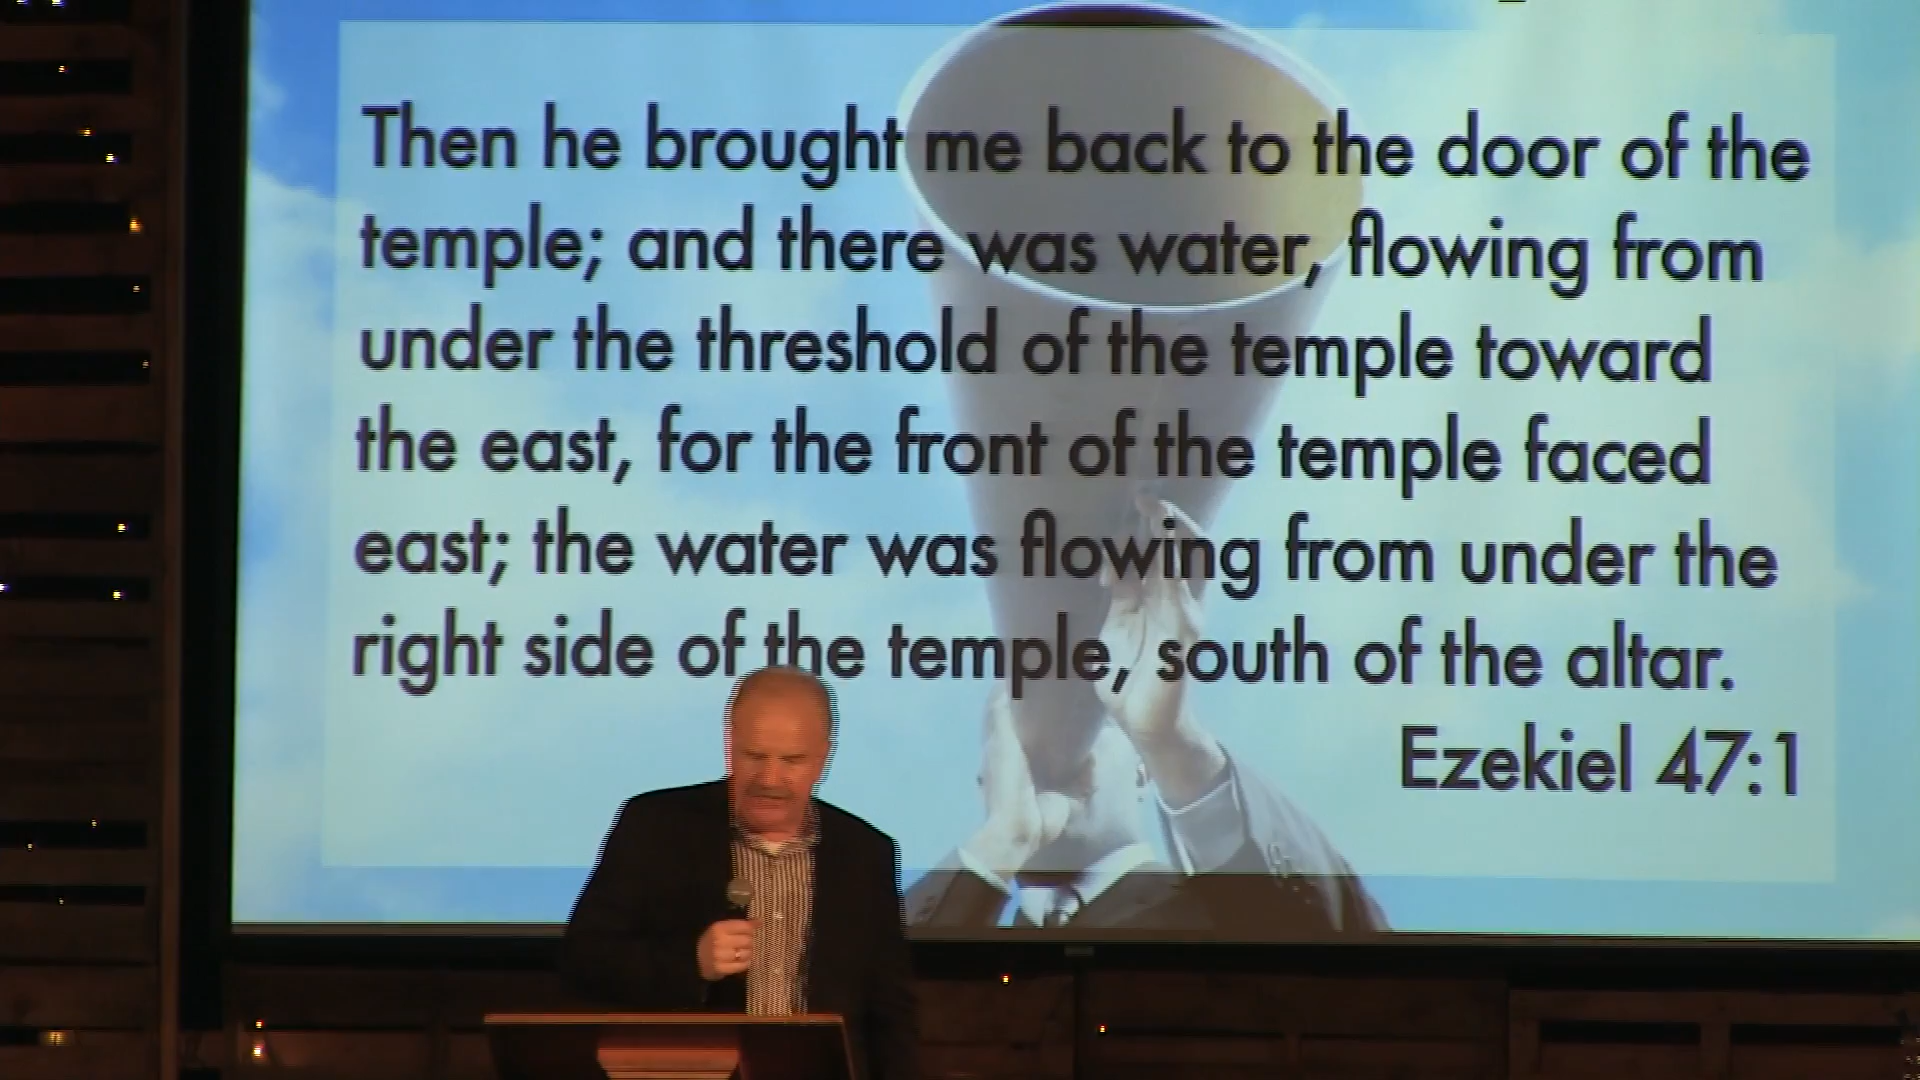 Then he brought me back to the door of the
temple; and there was water, flowing from
under the threshold of the temple toward
the east, for the front of the temple faced
east; the water was flowing from under the
right side of the temple, south of the altar.
Ezekiel 47:1